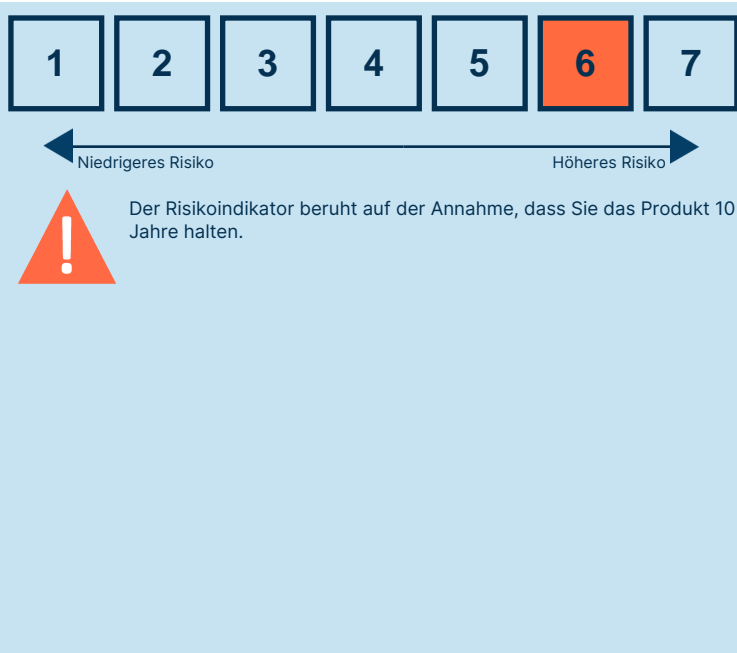 1 2 3 4 5 6 7
Niedrigeres Risiko Höheres Risiko
!
Der Risikoindikator beruht auf der Annahme, dass Sie das Produkt 10
Jahre halten.